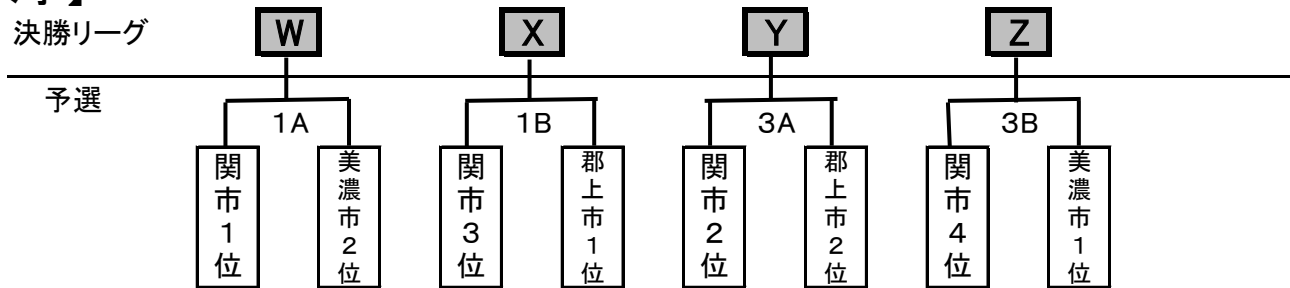 決勝リーグ
W X Y Z
予選
1A 1B 3A 3B
関市1位
美濃市2位
関市3位
郡上市1位
関市2位
郡上市2位
関市4位
美濃市1位